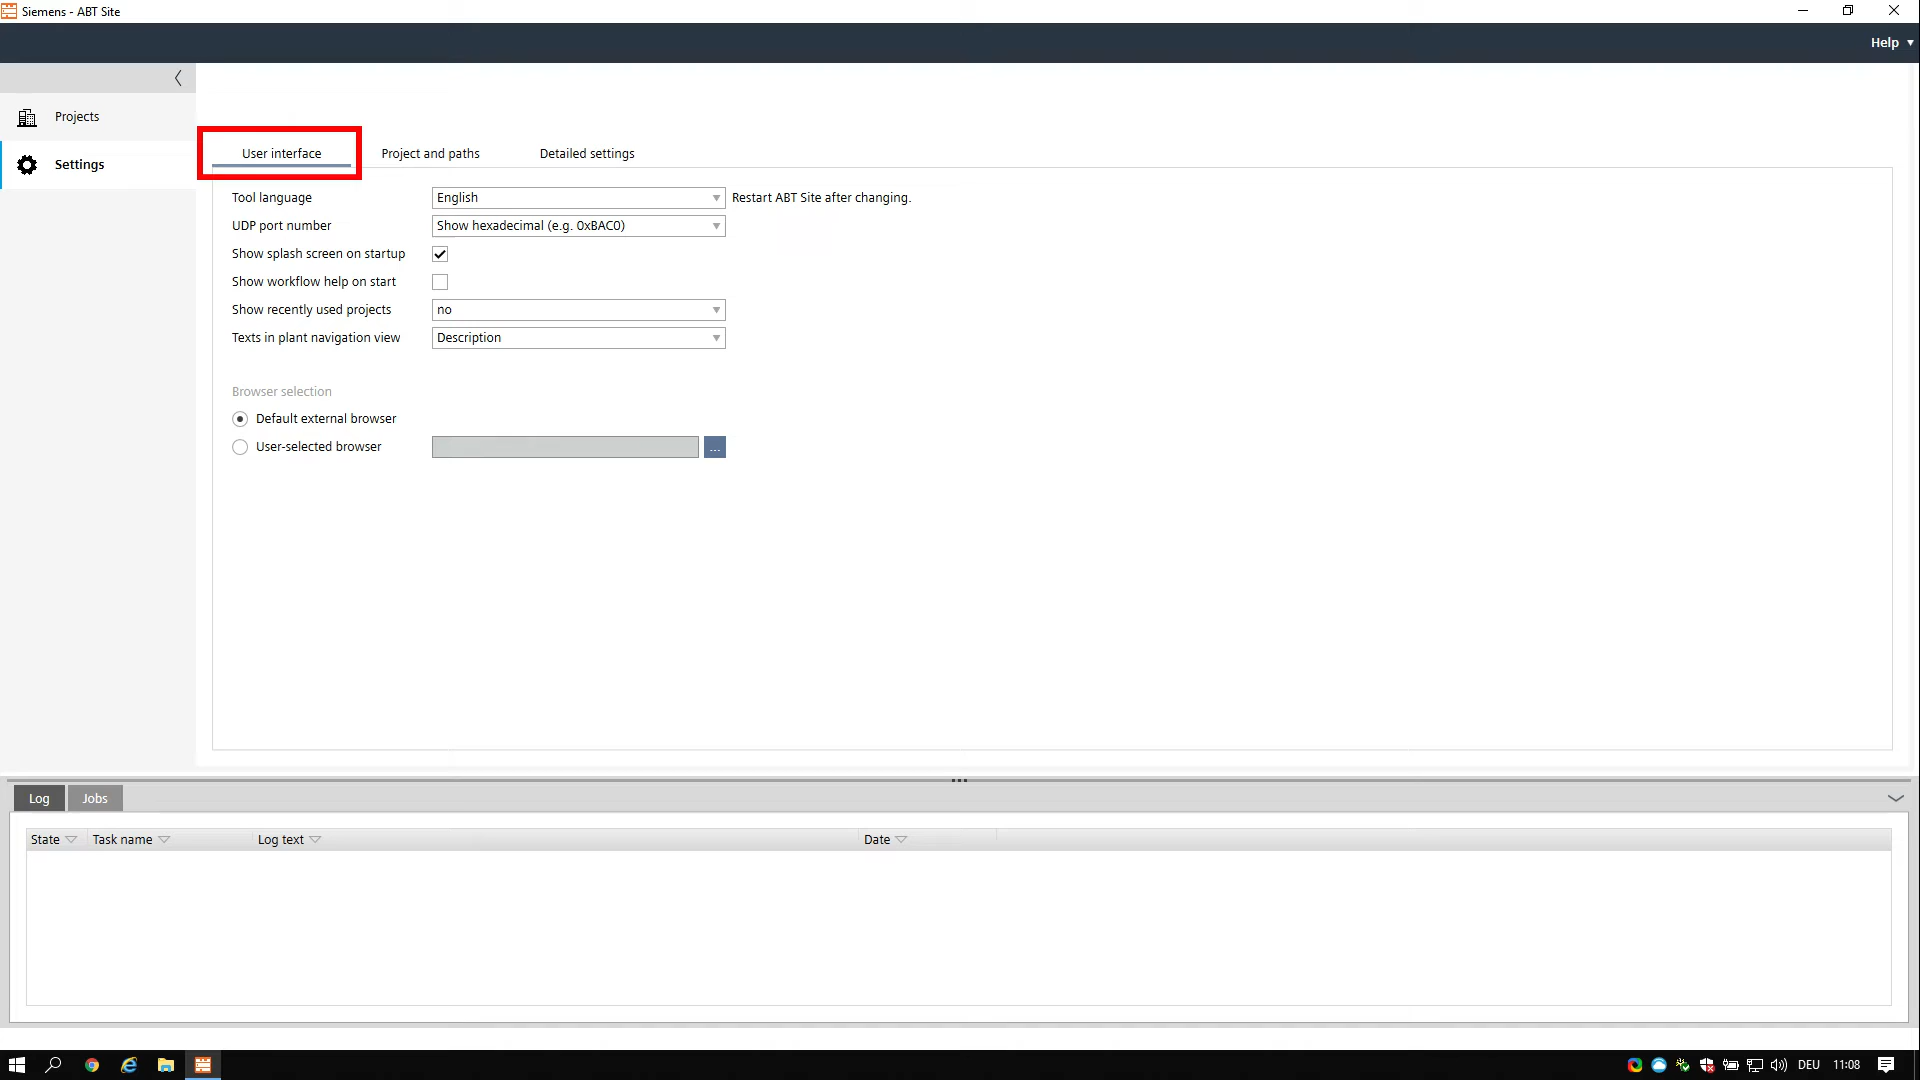 Siemens - ABT Site
Help
Projects
Settings
User interface
Project and paths
Detailed settings
Tool language
English
Restart ABT Site after changing.
UDP port number
Show hexadecimal (e.g. 0xBAC0)
Show splash screen on startup
Show workflow help on start
Show recently used projects
no
Texts in plant navigation view
Description
Browser selection
Default external browser
User-selected browser
...
Log
Jobs
State
Task name
Log text
Date
DEU
11:08